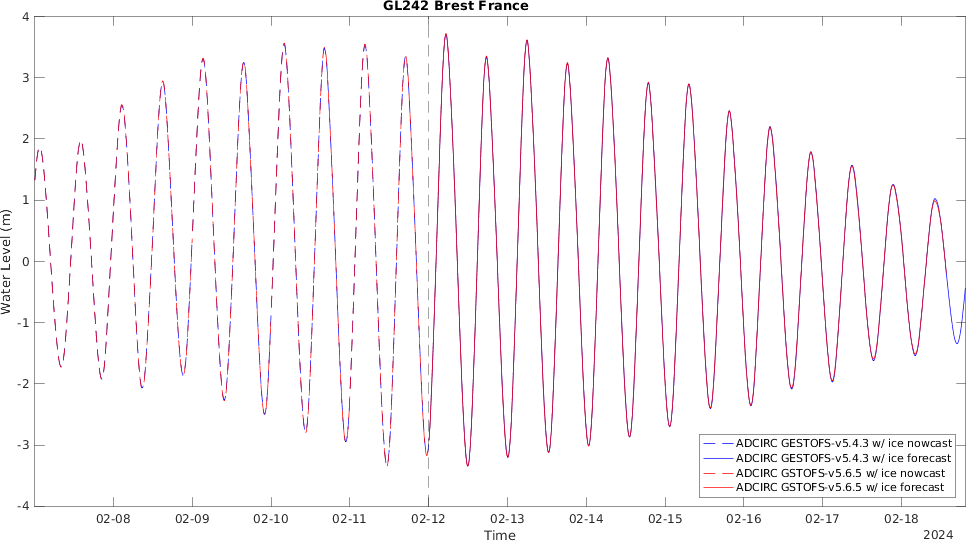 GL242 Brest France
4
3
2
1
0
-1
-2
-3
-4
Water Level (m)
02-08 02-09 02-10 02-11 02-12 02-13 02-14 02-15 02-16 02-17 02-18
Time
2024
ADCIRC GESTOFS-v5.4.3 w/ ice nowcast
ADCIRC GESTOFS-v5.4.3 w/ ice forecast
ADCIRC GSTOFS-v5.6.5 w/ ice nowcast
ADCIRC GSTOFS-v5.6.5 w/ ice forecast